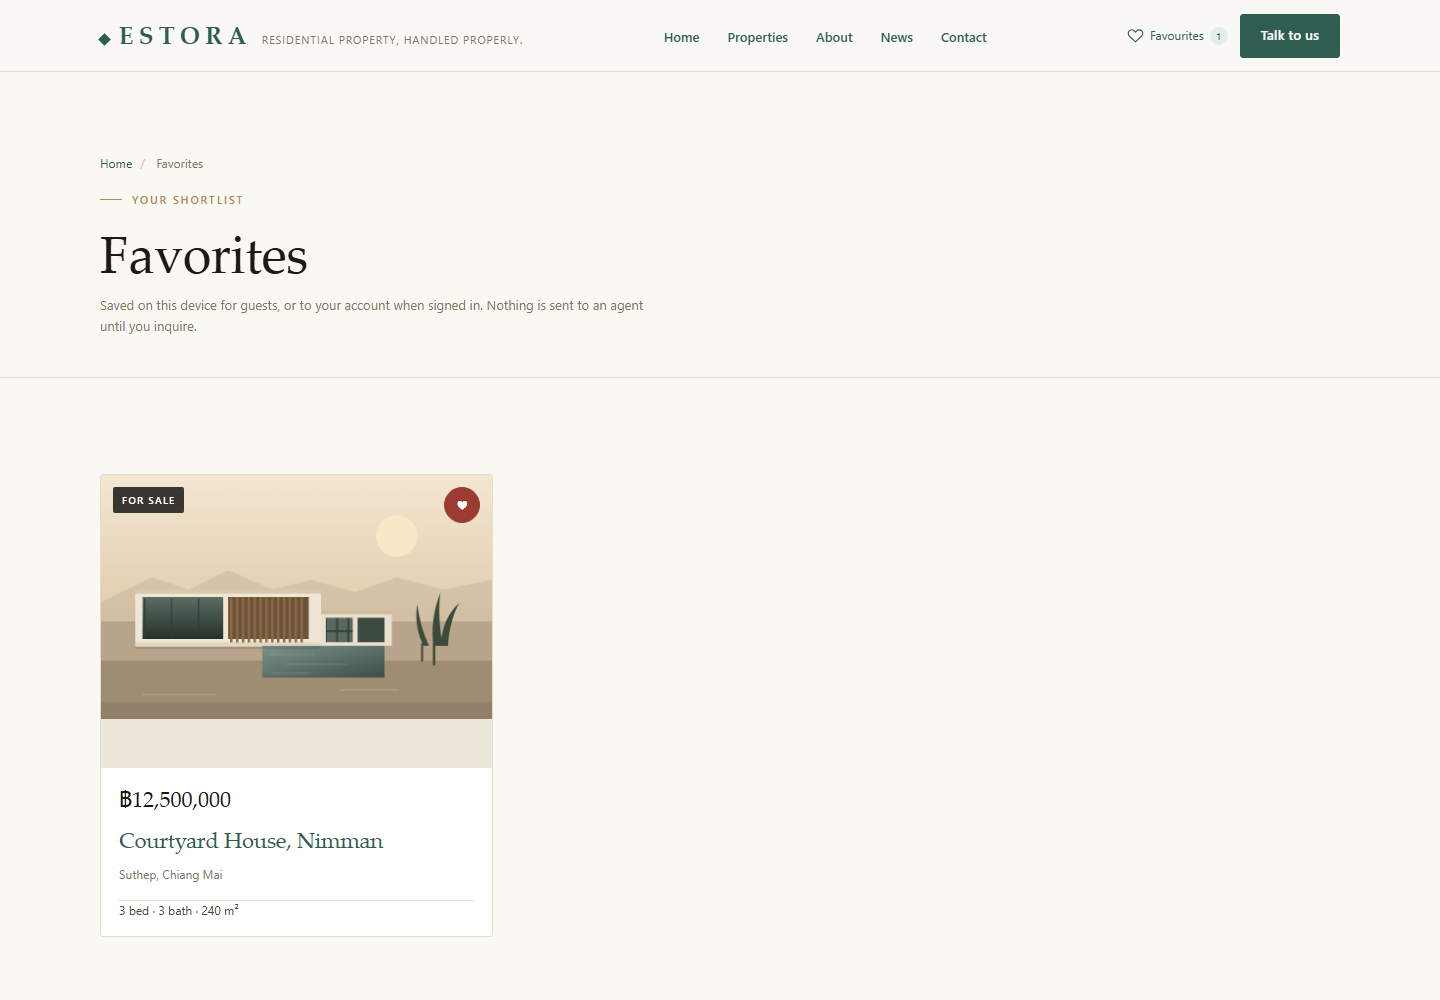 ESTORA RESIDENTIAL PROPERTY, HANDLED PROPERLY. Home Properties About News Contact Favourites 1 Talk to us
Home / Favorites
YOUR SHORTLIST
Favorites
Saved on this device for guests, or to your account when signed in. Nothing is sent to an agent
until you inquire.
FOR SALE
฿12,500,000
Courtyard House, Nimman
Suthep, Chiang Mai
3 bed · 3 bath · 240 m²